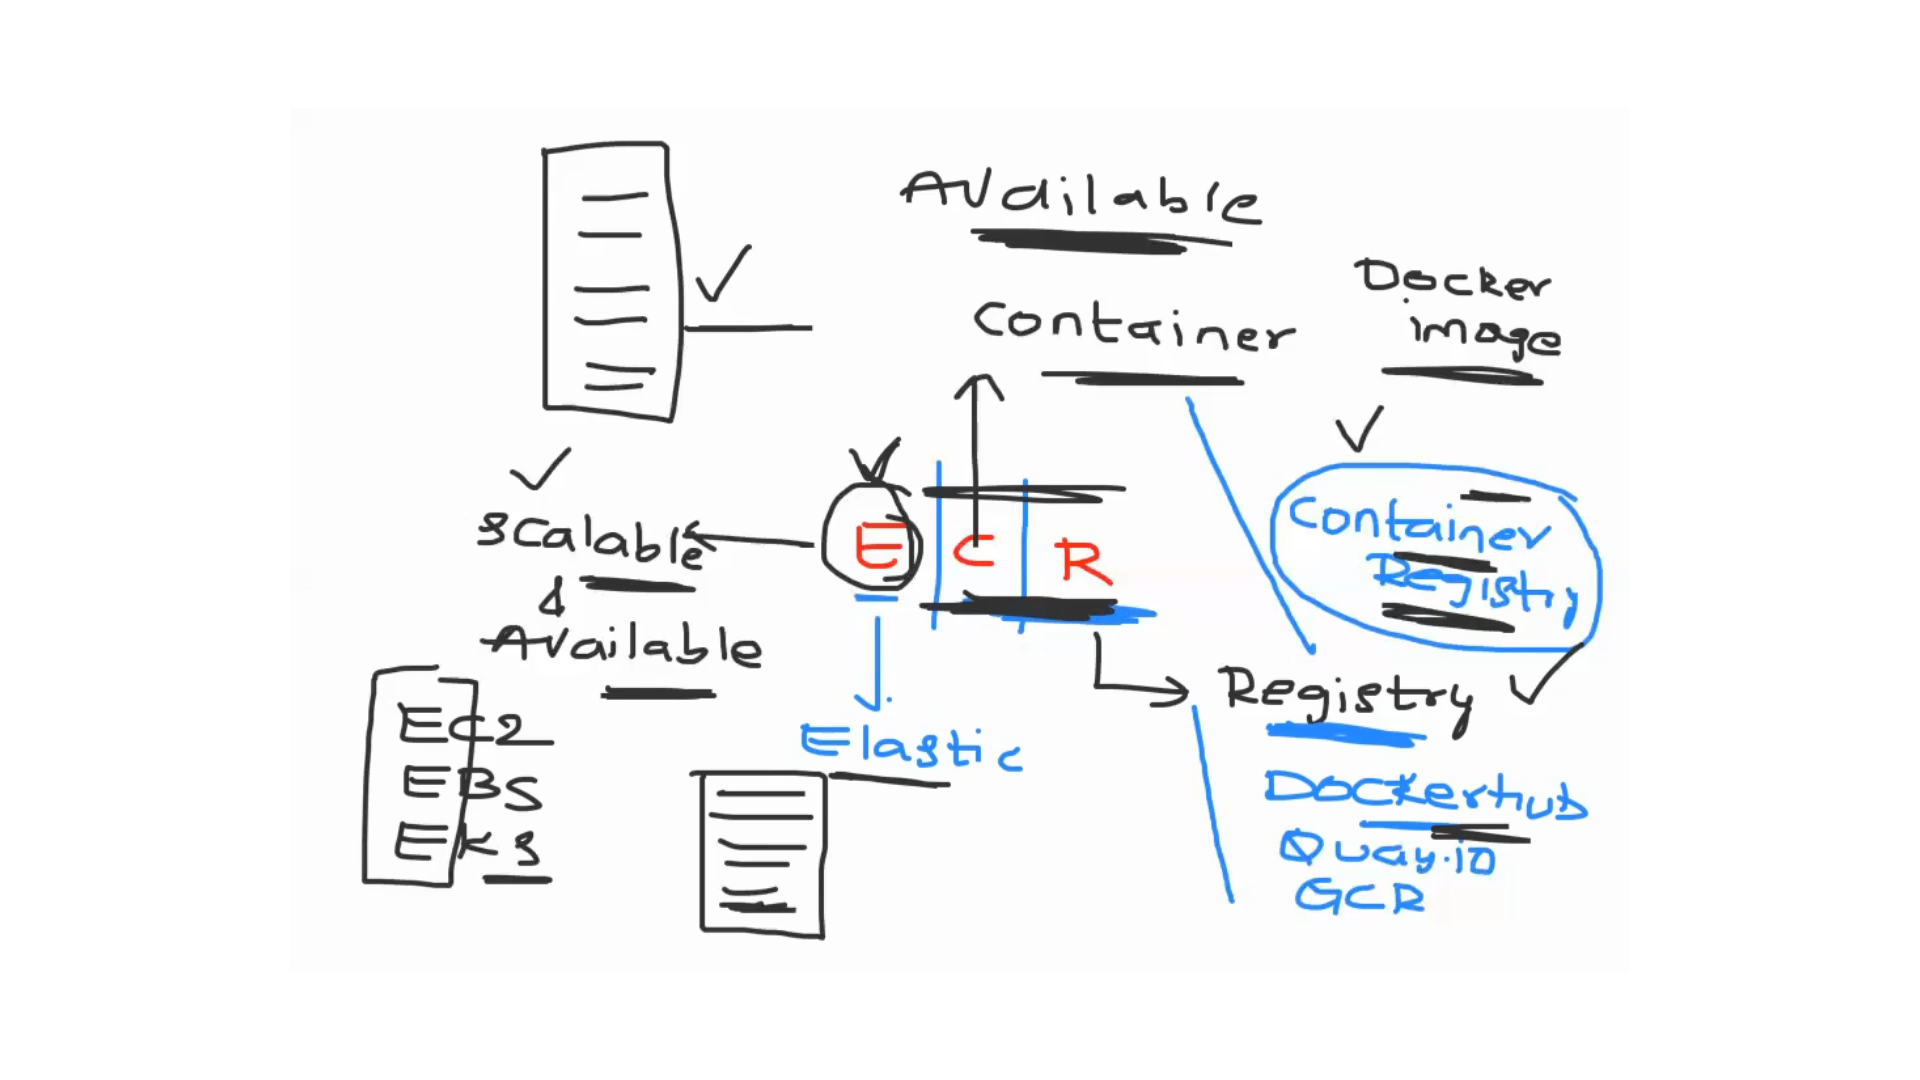 Available
Container
Docker
image
Scalable
&
Available
E C R
Container
Registry
Registry
Elastic
EC2
EBS
EKS
Dockerhub
Quay.io
GCR